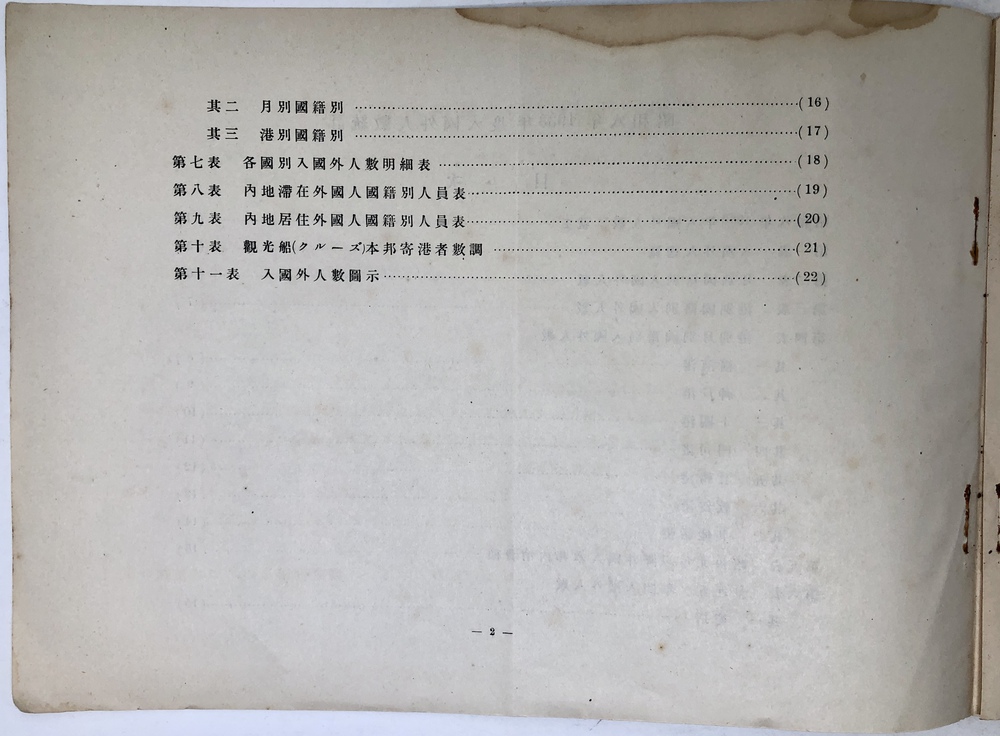 其二 月別國籍別 ……(16)
其三 港別國籍別 ……(17)
第七表 各國別入國外人數明細表 ……(18)
第八表 內地滯在外國人國籍別人員表……(19)
第九表 內地居住外國人國籍別人員表……(20)
第十表 觀光船(クルーズ)本邦寄港者數調 ……(21)
第十一表 入國外人數圖示……(22)
— 2 —